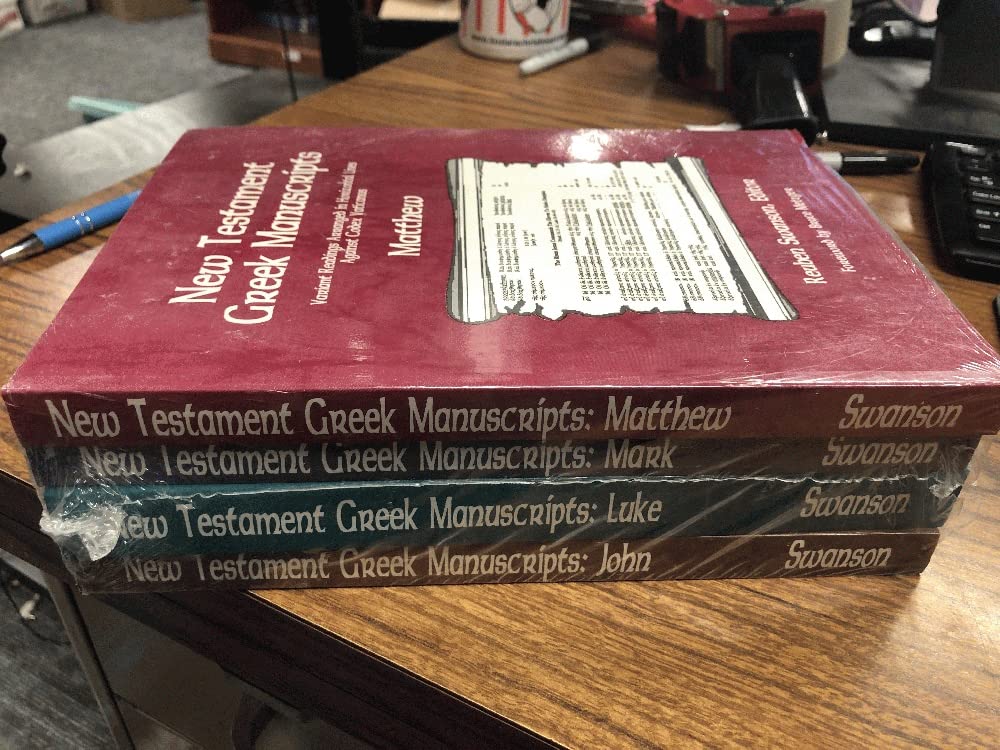 New Testament
Greek Manuscripts
Variant Readings Arranged in Horizontal Lines
Against Codex Vaticanus
Matthew
Reuben Swanson, Editor
Foreword by Bruce Metzger
New Testament Greek Manuscripts: Matthew Swanson
New Testament Greek Manuscripts: Mark Swanson
New Testament Greek Manuscripts: Luke Swanson
New Testament Greek Manuscripts: John Swanson